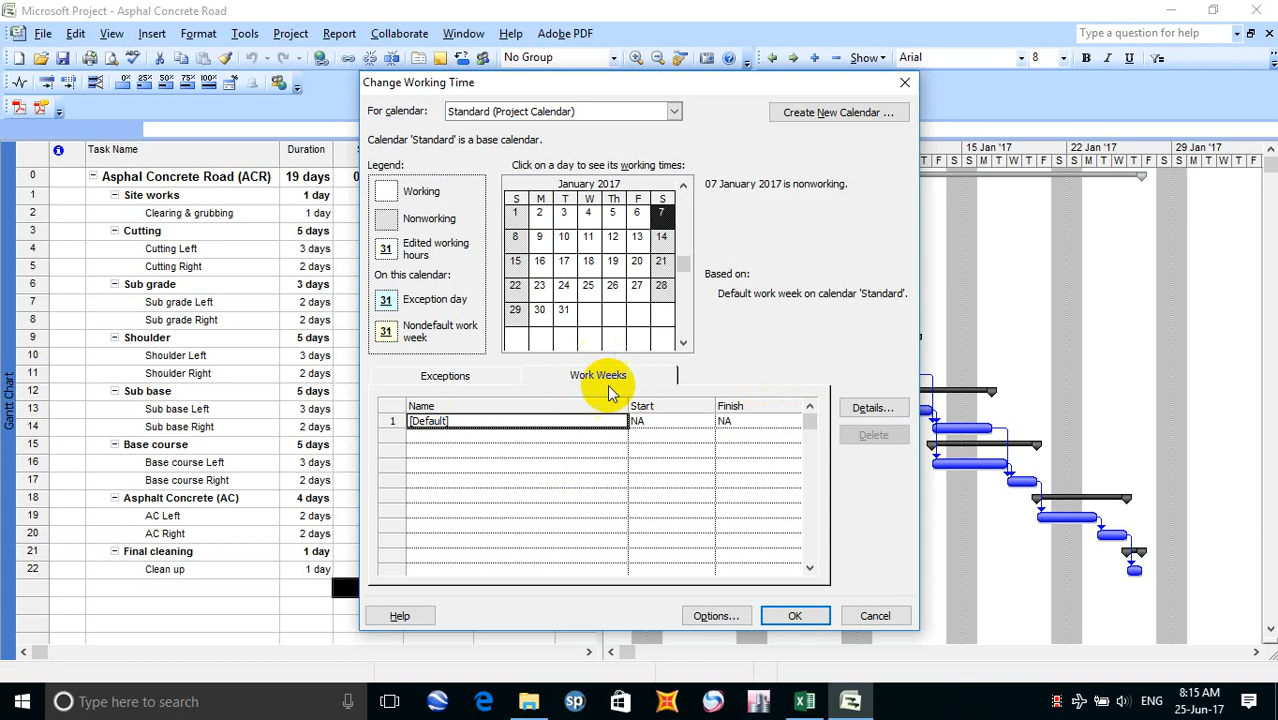 Microsoft Project - Asphal Concrete Road
File Edit View Insert Format Tools Project Report Collaborate Window Help Adobe PDF
Type a question for help
No Group
Show
Arial
8
Change Working Time
For calendar:
Standard (Project Calendar)
Create New Calendar ...
Calendar 'Standard' is a base calendar.
Legend:
Working
Nonworking
31 Edited working hours
On this calendar:
31 Exception day
31 Nondefault work week
Click on a day to see its working times:
January 2017
S M T W Th F S
1 2 3 4 5 6 7
8 9 10 11 12 13 14
15 16 17 18 19 20 21
22 23 24 25 26 27 28
29 30 31
07 January 2017 is nonworking.
Based on:
Default work week on calendar 'Standard'.
Exceptions
Work Weeks
Name Start Finish
1 [Default] NA NA
Details...
Delete
Help
Options...
OK
Cancel
Task Name Duration
0 Asphal Concrete Road (ACR) 19 days
1 Site works 1 day
2 Clearing & grubbing 1 day
3 Cutting 5 days
4 Cutting Left 3 days
5 Cutting Right 3 days
6 Sub grade 5 days
7 Sub grade Left 3 days
8 Sub grade Right 3 days
9 Shoulder 5 days
10 Shoulder Left 3 days
11 Shoulder Right 3 days
12 Sub base 5 days
13 Sub base Left 3 days
14 Sub base Right 3 days
15 Base course 5 days
16 Base course Left 3 days
17 Base course Right 3 days
18 Asphalt Concrete (AC) 4 days
19 AC Left 2 days
20 AC Right 2 days
21 Final cleaning 1 day
22 Clean up 1 day
15 Jan '17 22 Jan '17 29 Jan '17
F S S M T W T F S S M T W T F S S M T W T F
Gantt Chart
Type here to search
ENG
8:15 AM
25-Jun-17